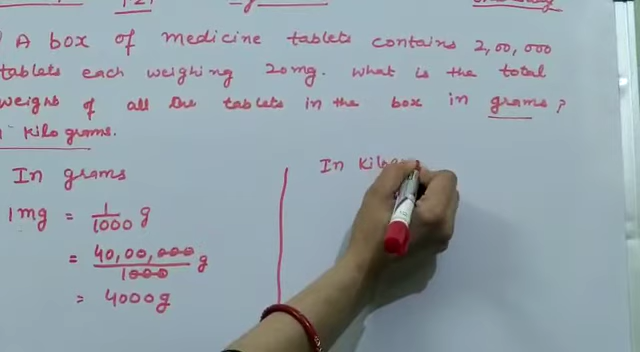 A box of medicine tablets contains 2,00,000
tablets each weighing 20mg. What is the total
weight of all the tablets in the box in grams?
kilo grams.
In grams
1mg = 1/1000 g
= 40,00,000/1000 g
= 4000g
In